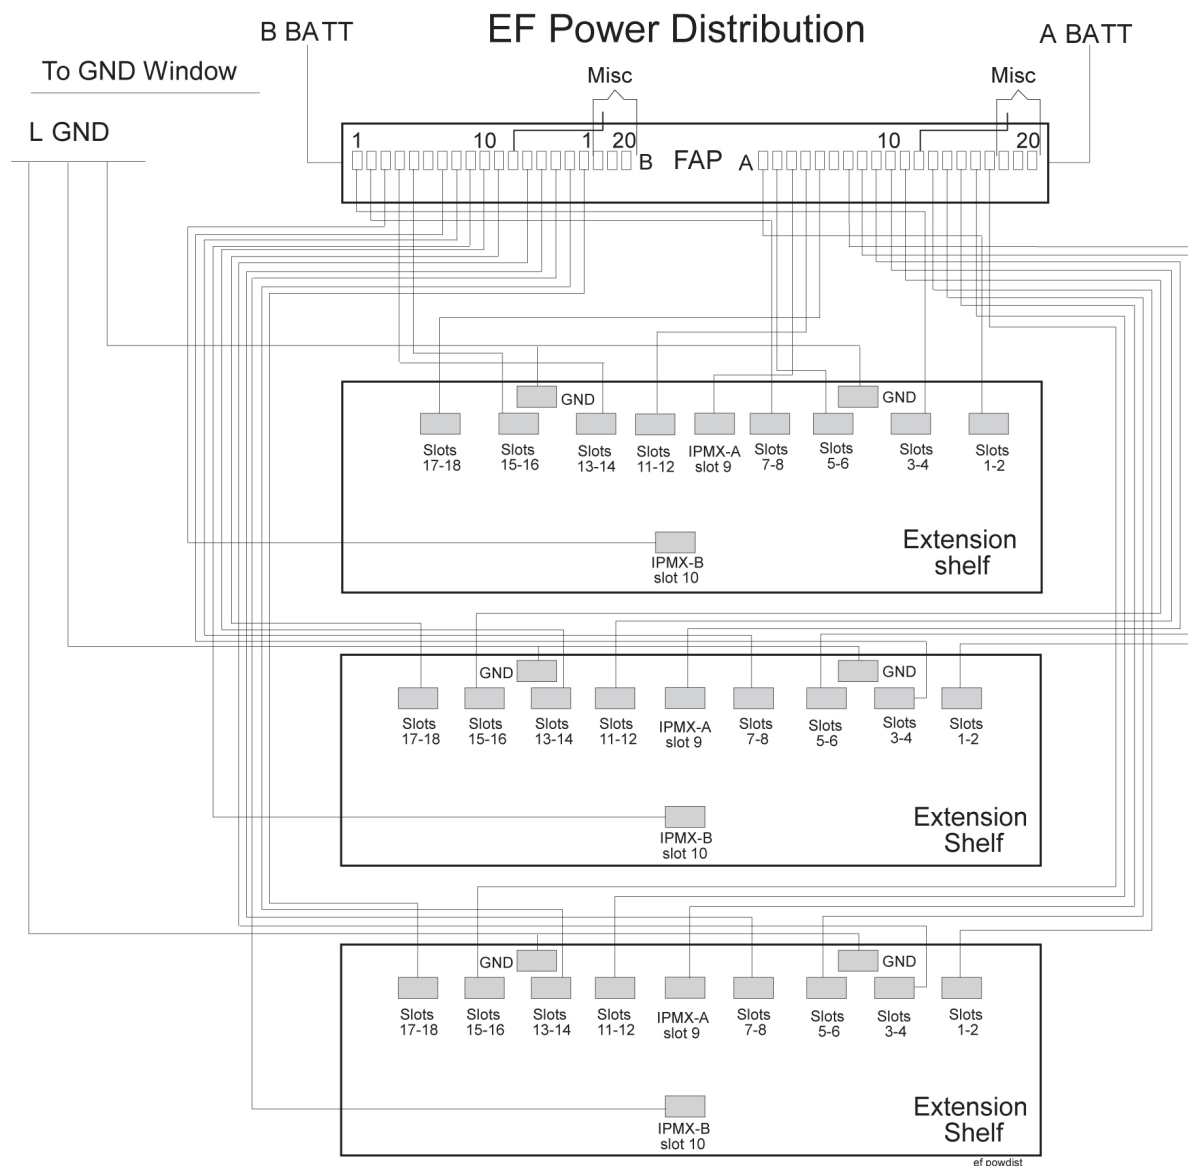 EF Power Distribution
B BATT
A BATT
To GND Window
Misc
Misc
L GND
1
10
1
20
B
FAP
A
10
20
GND
GND
Slots
17-18
Slots
15-16
Slots
13-14
Slots
11-12
IPMX-A
slot 9
Slots
7-8
Slots
5-6
Slots
3-4
Slots
1-2
IPMX-B
slot 10
Extension
shelf
GND
GND
Slots
17-18
Slots
15-16
Slots
13-14
Slots
11-12
IPMX-A
slot 9
Slots
7-8
Slots
5-6
Slots
3-4
Slots
1-2
IPMX-B
slot 10
Extension
Shelf
GND
GND
Slots
17-18
Slots
15-16
Slots
13-14
Slots
11-12
IPMX-A
slot 9
Slots
7-8
Slots
5-6
Slots
3-4
Slots
1-2
IPMX-B
slot 10
Extension
Shelf
ef powdist